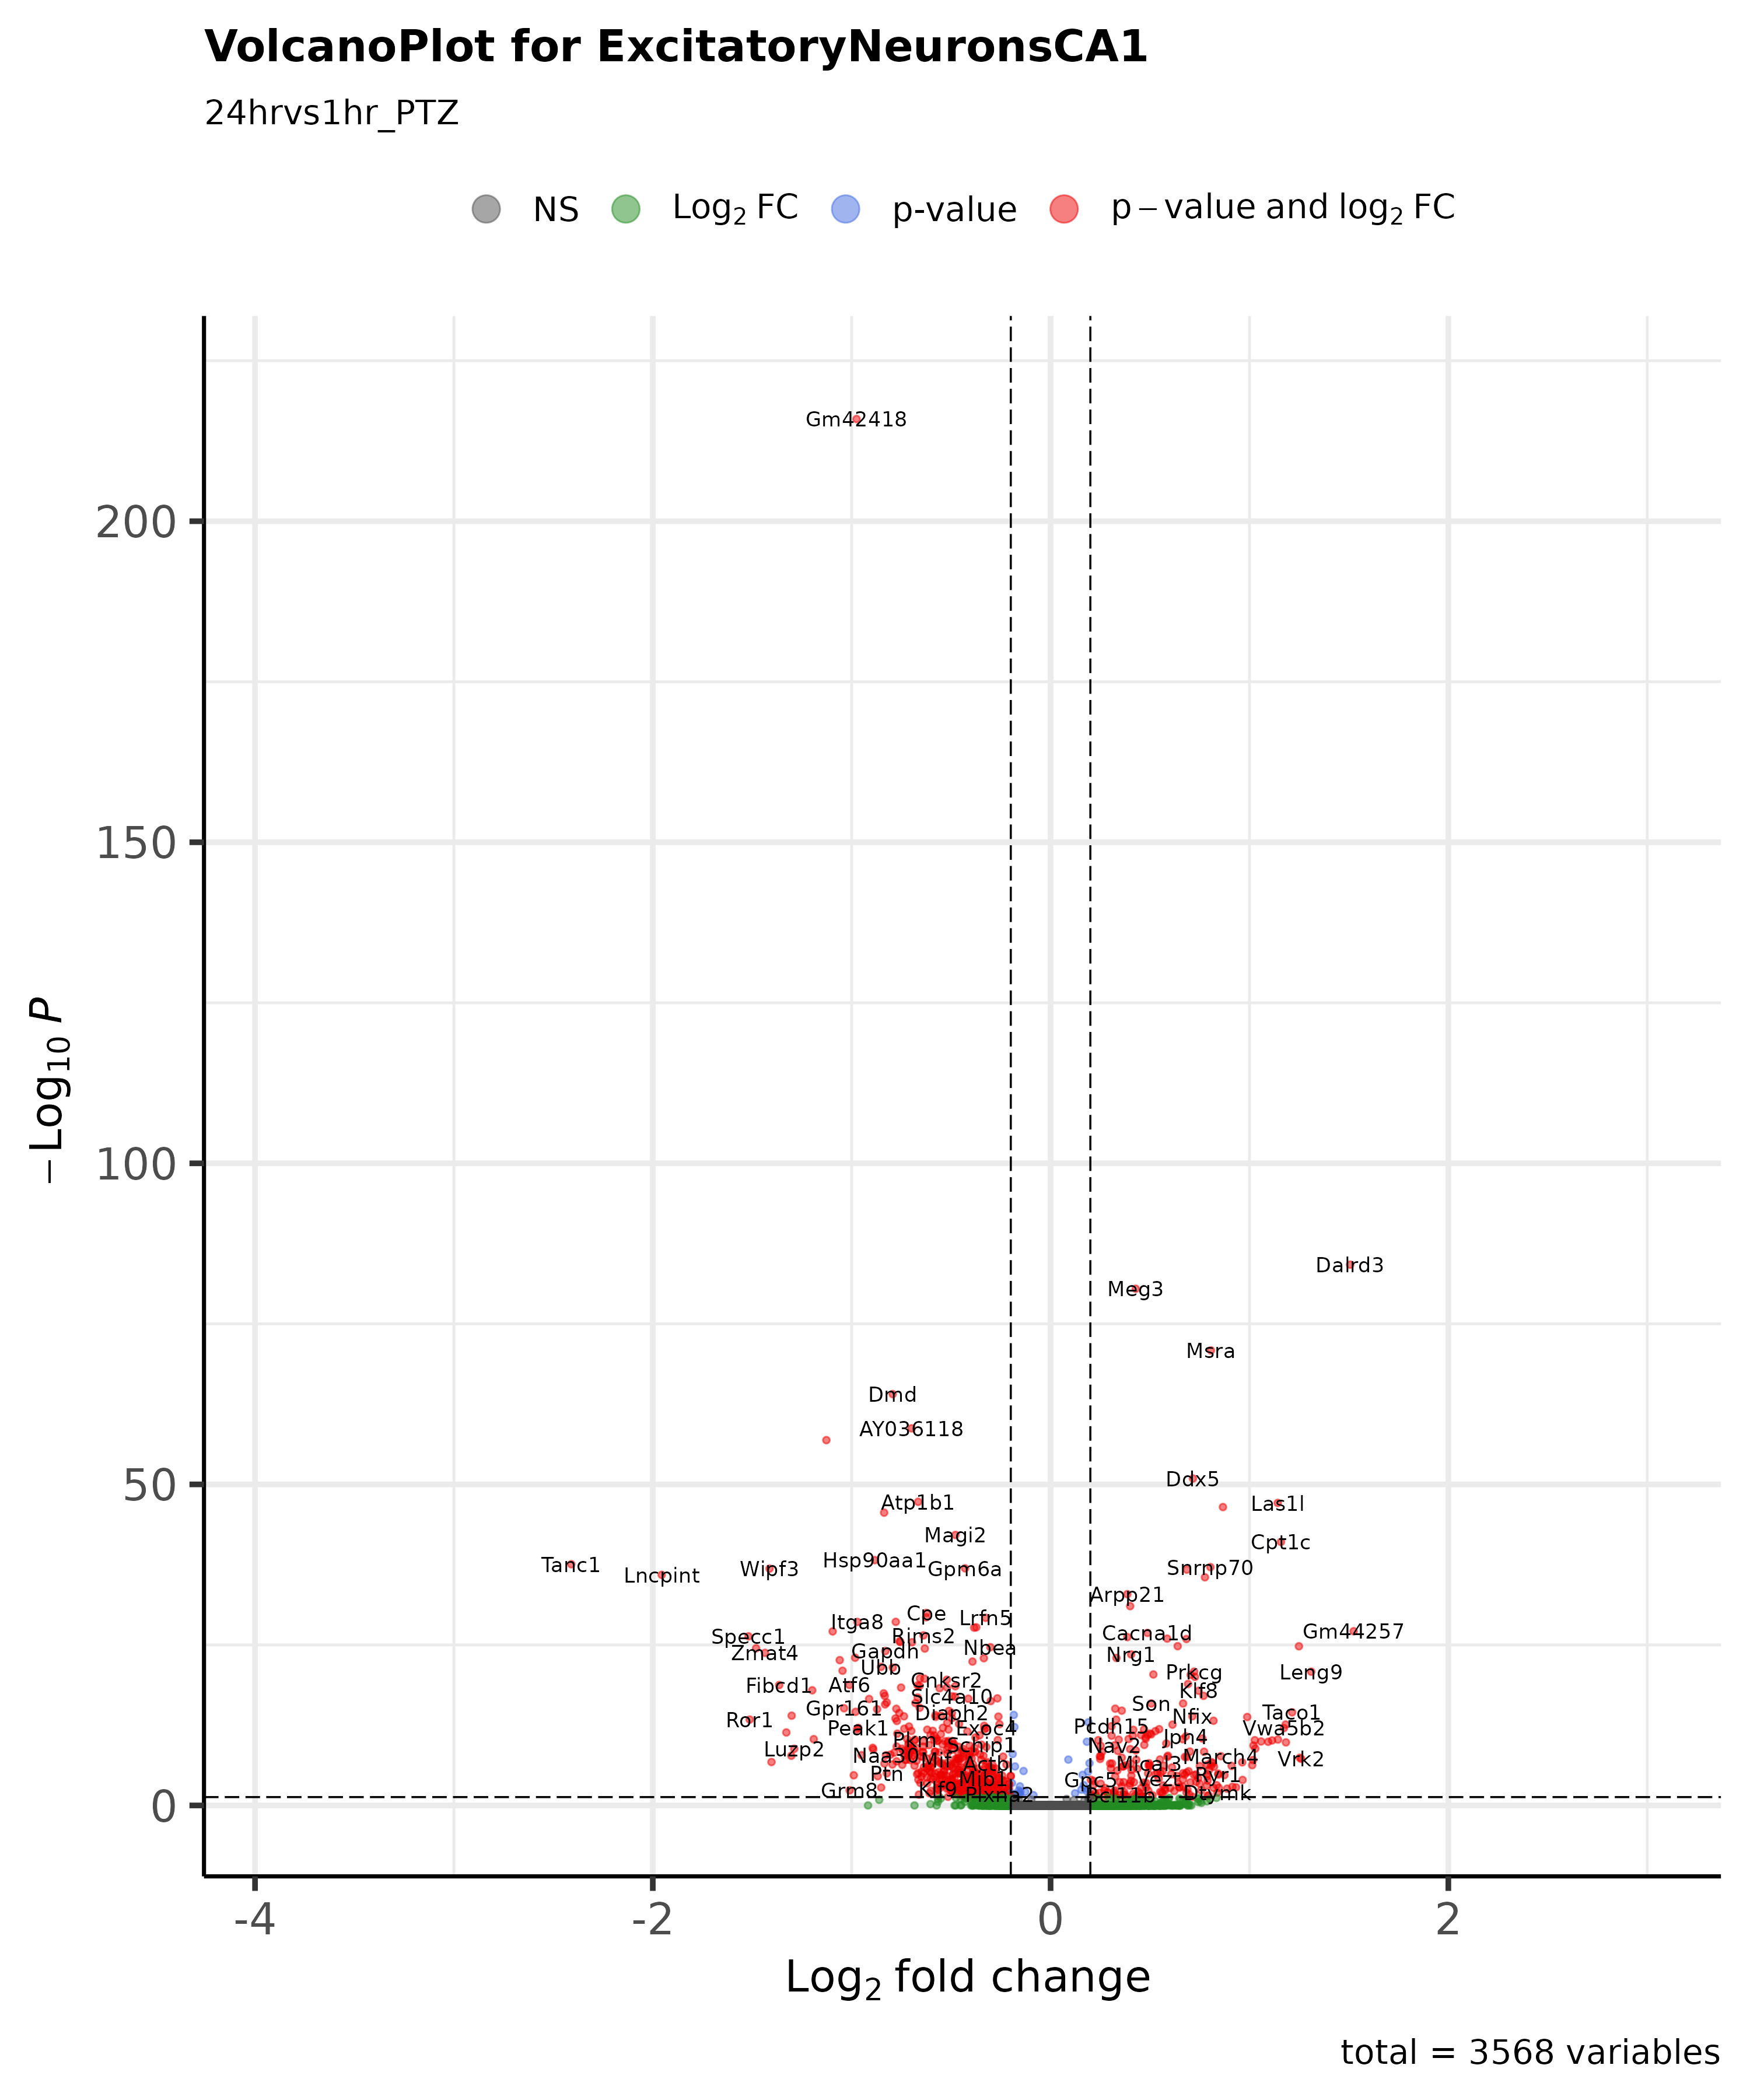 VolcanoPlot for ExcitatoryNeuronsCA1
24hrvs1hr_PTZ
NS Log₂ FC p-value p – value and log₂ FC
−Log₁₀ P
200
150
100
50
0
Gm42418
Dalrd3
Meg3
Msra
Dmd
AY036118
Ddx5
Atp1b1
Las1l
Magi2
Cpt1c
Hsp90aa1
Tanc1
Lncpint
Wipf3
Gpm6a
Snrnp70
Arpp21
Cpe
Lrfn5
Itga8
Gm44257
Cacna1d
Specc1
Rims2
Nbea
Gapdh
Zmat4
Nrg1
Ubb
Prkcg
Leng9
Cnksr2
Fibcd1
Atf6
Klf8
Slc4a10
Son
Gpr161
Diaph2
Taco1
Nfix
Ror1
Peak1
Exoc4
Pcdh15
Vwa5b2
Pkm
Jph4
Schip1
Nav2
Luzp2
Naa30
Mif
Actb
Mical3
March4
Vrk2
Ptn
Mib1
Gpc5
Vezt
Ryr1
Grm8
Klf9
Plxna2
Bcl11b
Dtymk
-4 -2 0 2
Log₂ fold change
total = 3568 variables